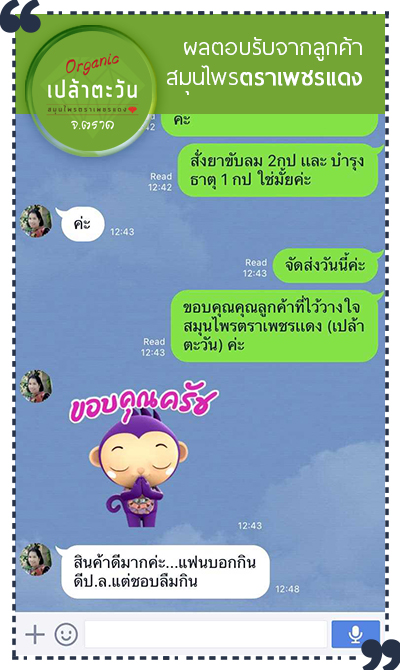 “
ผลตอบรับจากลูกค้า
สมุนไพรตราเพชรแดง
Organic
เปล้าตะวัน
สมุนไพรตราเพชรแดง
จ.ตราด
ค่ะ
42
สั่งยาขับลม 2กป และ บำรุง
ธาตุ 1 กป ใช่มั้ยค่ะ
Read
12:42
ค่ะ
12:43
จัดส่งวันนี้ค่ะ
Read
12:43
ขอบคุณคุณลูกค้าที่ไว้วางใจ
สมุนไพรตราเพชรแดง (เปล้า
ตะวัน) ค่ะ
Read
12:43
ขอบคุณครัช
12:43
สินค้าดีมากค่ะ...แฟนบอกกิน
ดีป.ล.แต่ชอบลืมกิน
12:48
”